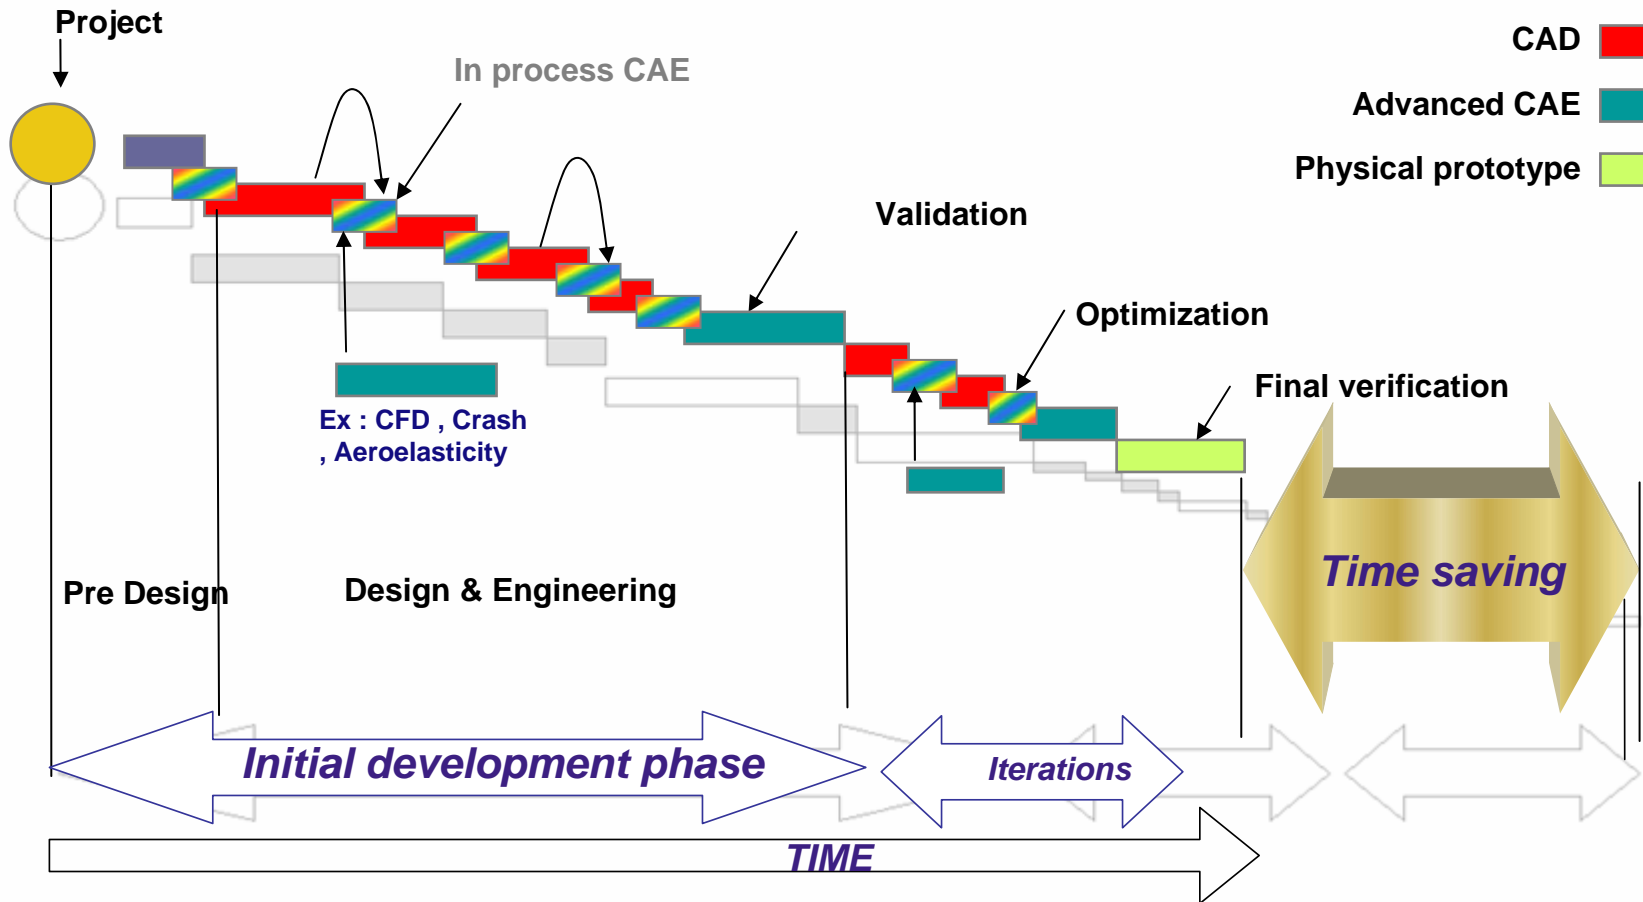 Project
In process CAE
CAD
Advanced CAE
Physical prototype
Validation
Optimization
Final verification
Ex : CFD , Crash
, Aeroelasticity
Time saving
Pre Design
Design & Engineering
Initial development phase
Iterations
TIME